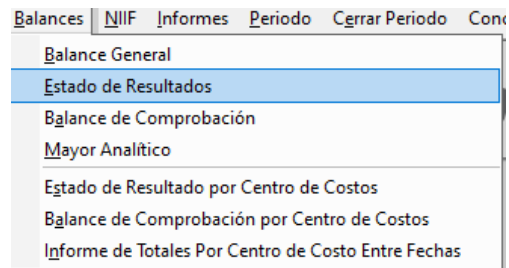 Balances NIIF Informes Periodo Cerrar Periodo
Balance General
Estado de Resultados
Balance de Comprobación
Mayor Analítico
Estado de Resultado por Centro de Costos
Balance de Comprobación por Centro de Costos
Informe de Totales Por Centro de Costo Entre Fechas